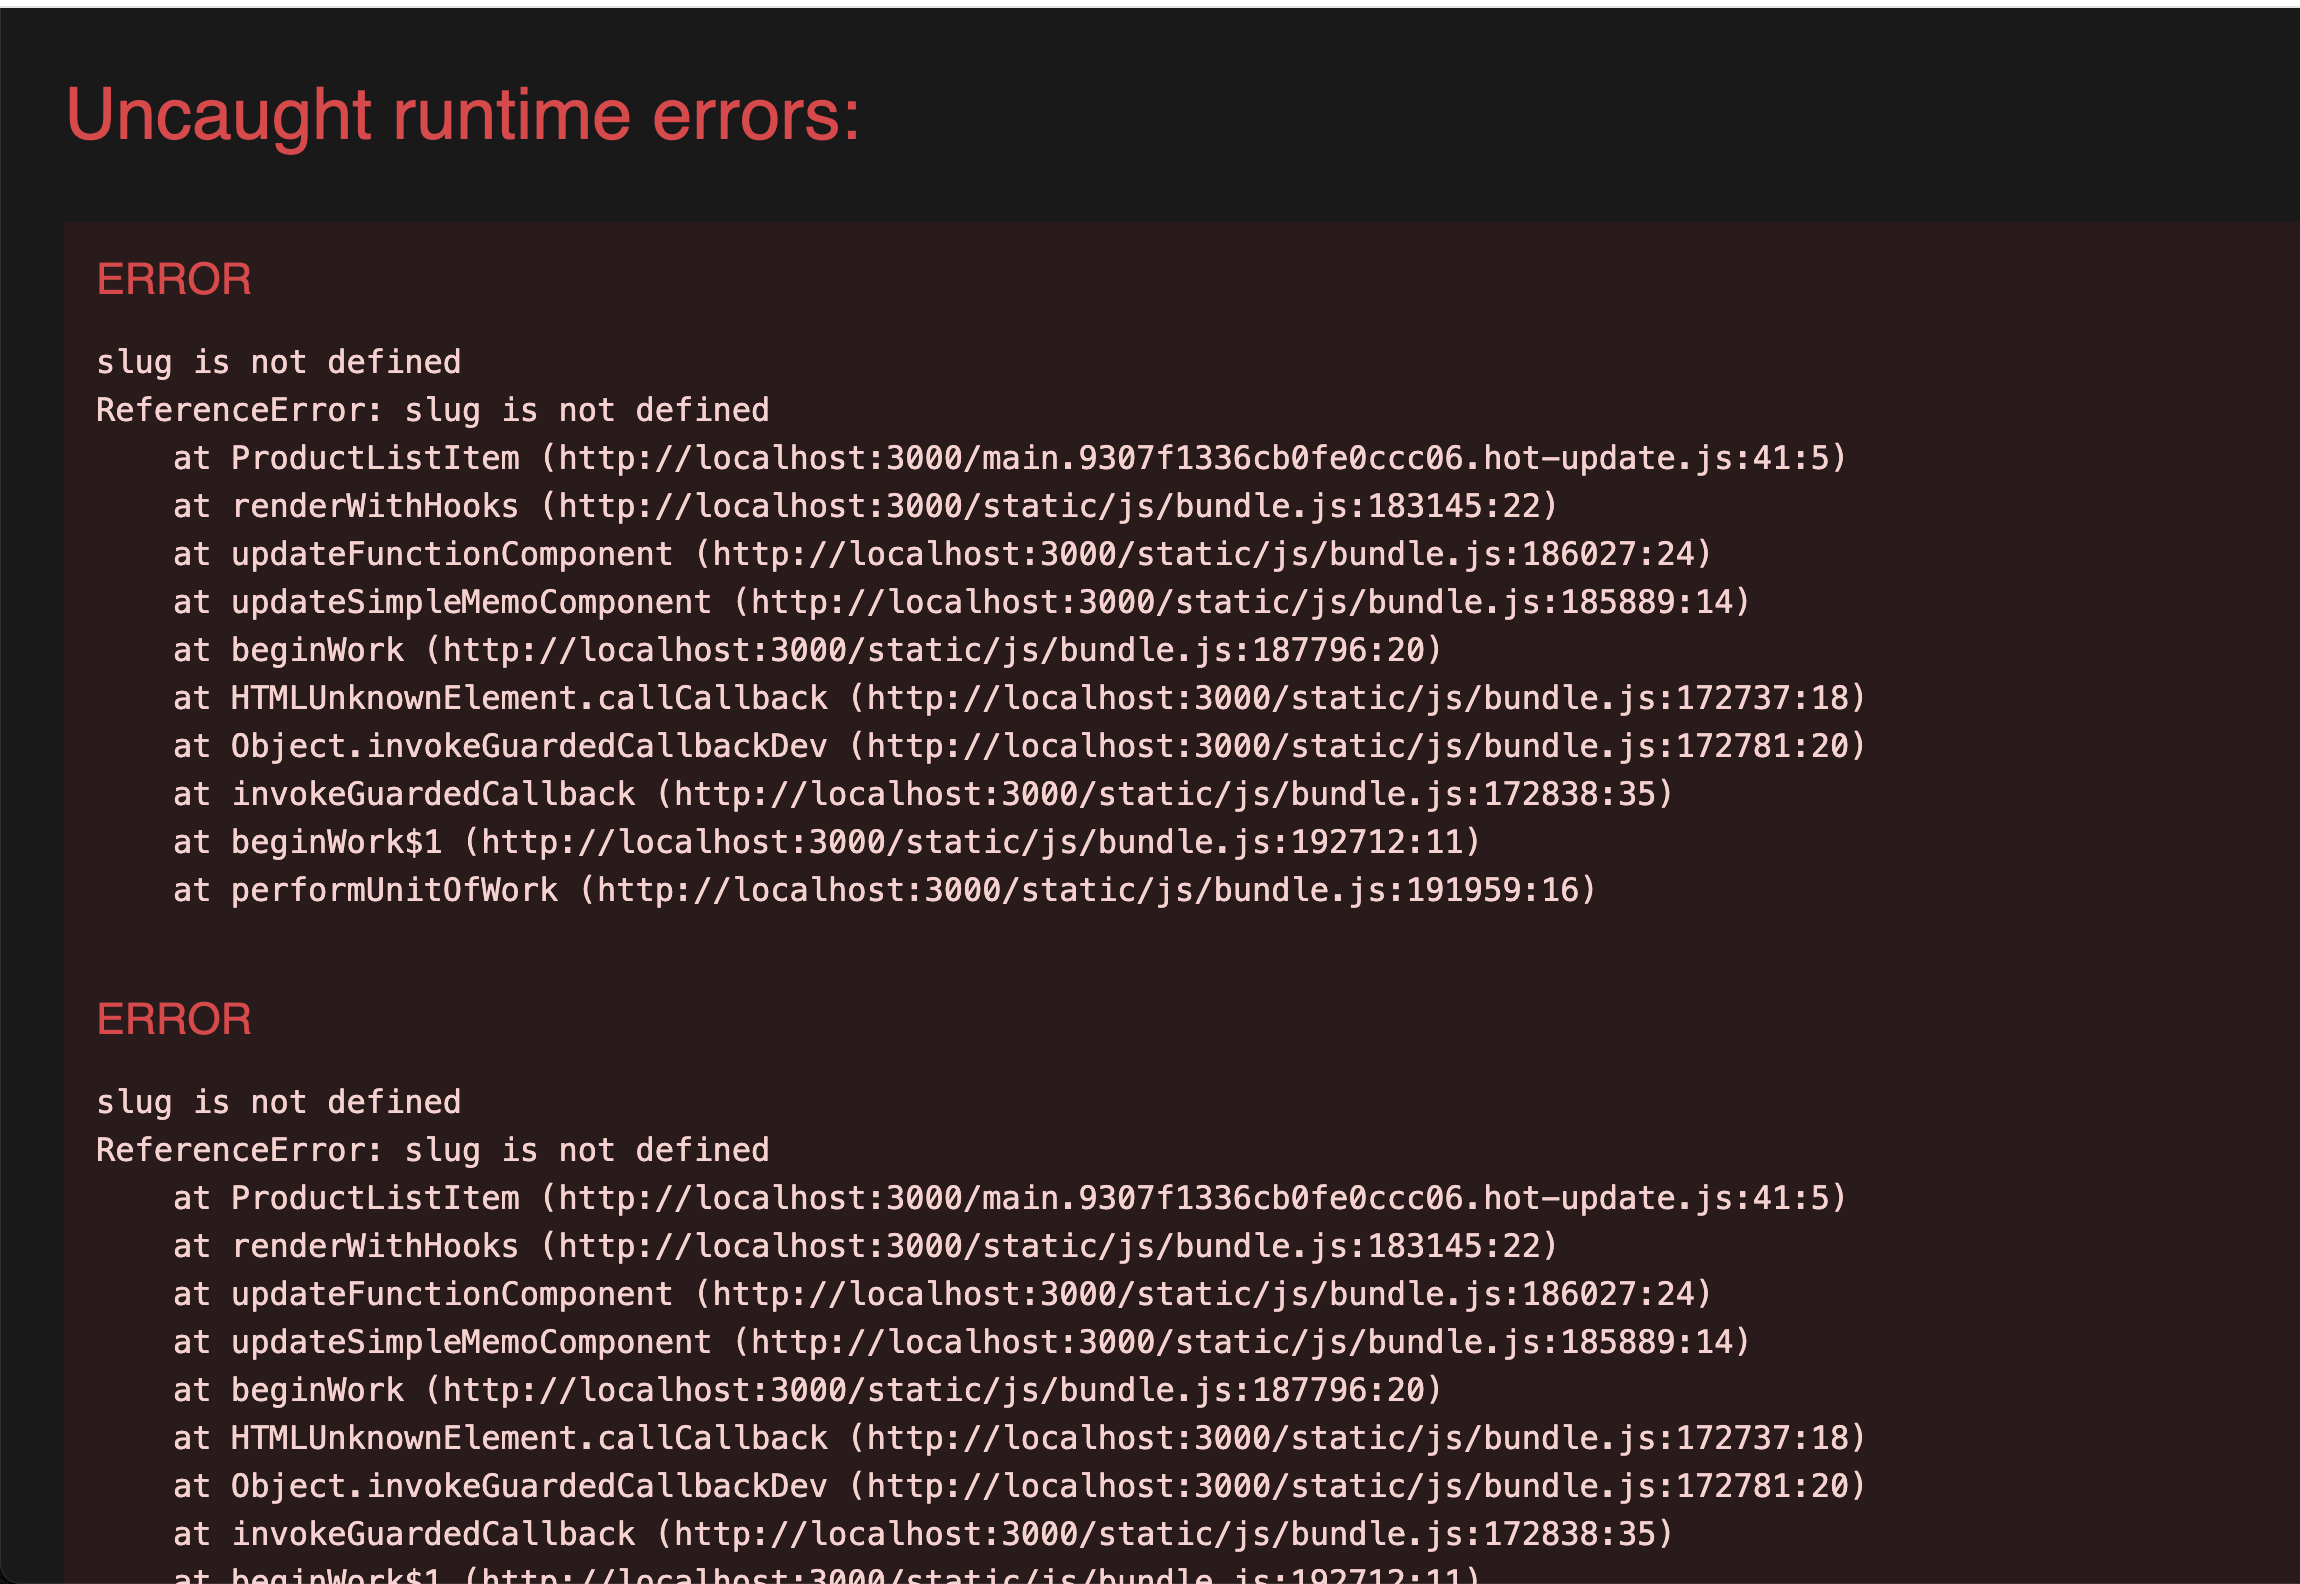 Uncaught runtime errors:
ERROR
slug is not defined
ReferenceError: slug is not defined
    at ProductListItem (http://localhost:3000/main.9307f1336cb0fe0ccc06.hot-update.js:41:5)
    at renderWithHooks (http://localhost:3000/static/js/bundle.js:183145:22)
    at updateFunctionComponent (http://localhost:3000/static/js/bundle.js:186027:24)
    at updateSimpleMemoComponent (http://localhost:3000/static/js/bundle.js:185889:14)
    at beginWork (http://localhost:3000/static/js/bundle.js:187796:20)
    at HTMLUnknownElement.callCallback (http://localhost:3000/static/js/bundle.js:172737:18)
    at Object.invokeGuardedCallbackDev (http://localhost:3000/static/js/bundle.js:172781:20)
    at invokeGuardedCallback (http://localhost:3000/static/js/bundle.js:172838:35)
    at beginWork$1 (http://localhost:3000/static/js/bundle.js:192712:11)
    at performUnitOfWork (http://localhost:3000/static/js/bundle.js:191959:16)
ERROR
slug is not defined
ReferenceError: slug is not defined
    at ProductListItem (http://localhost:3000/main.9307f1336cb0fe0ccc06.hot-update.js:41:5)
    at renderWithHooks (http://localhost:3000/static/js/bundle.js:183145:22)
    at updateFunctionComponent (http://localhost:3000/static/js/bundle.js:186027:24)
    at updateSimpleMemoComponent (http://localhost:3000/static/js/bundle.js:185889:14)
    at beginWork (http://localhost:3000/static/js/bundle.js:187796:20)
    at HTMLUnknownElement.callCallback (http://localhost:3000/static/js/bundle.js:172737:18)
    at Object.invokeGuardedCallbackDev (http://localhost:3000/static/js/bundle.js:172781:20)
    at invokeGuardedCallback (http://localhost:3000/static/js/bundle.js:172838:35)
    at beginWork$1 (http://localhost:3000/static/js/bundle.js:192712:11)